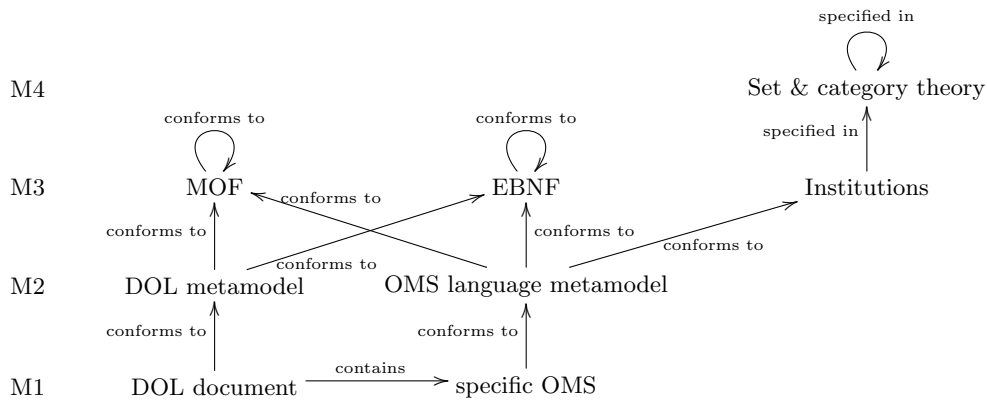 specified in
M4
Set & category theory
conforms to
conforms to
specified in
M3
MOF
EBNF
Institutions
conforms to
conforms to
conforms to
conforms to
conforms to
M2
DOL metamodel
OMS language metamodel
conforms to
conforms to
contains
M1
DOL document
specific OMS